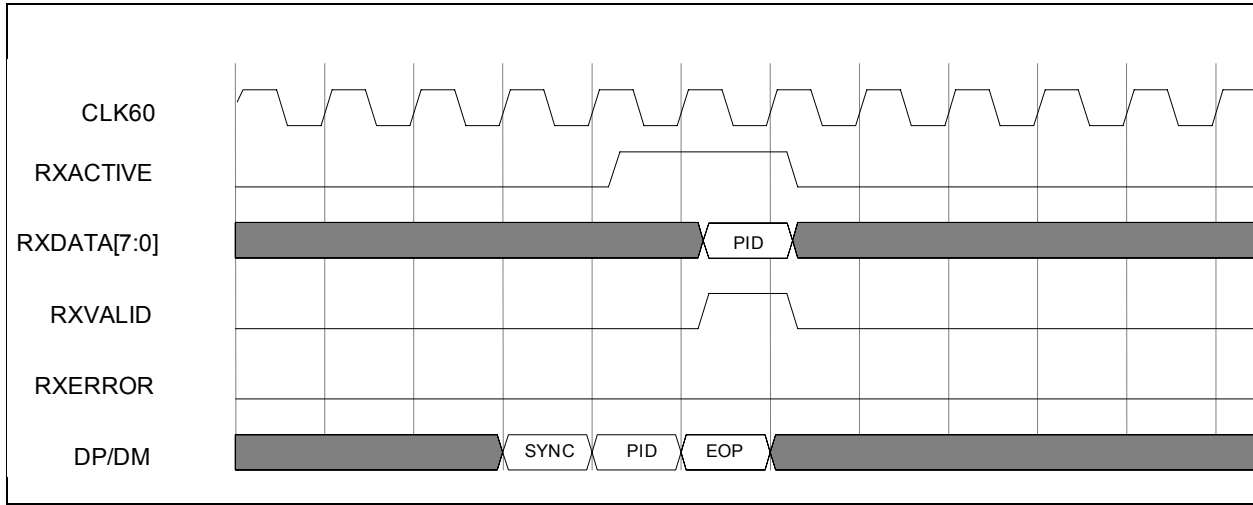 CLK60
RXACTIVE
RXDATA[7:0]
PID
RXVALID
RXERROR
DP/DM
SYNC PID EOP